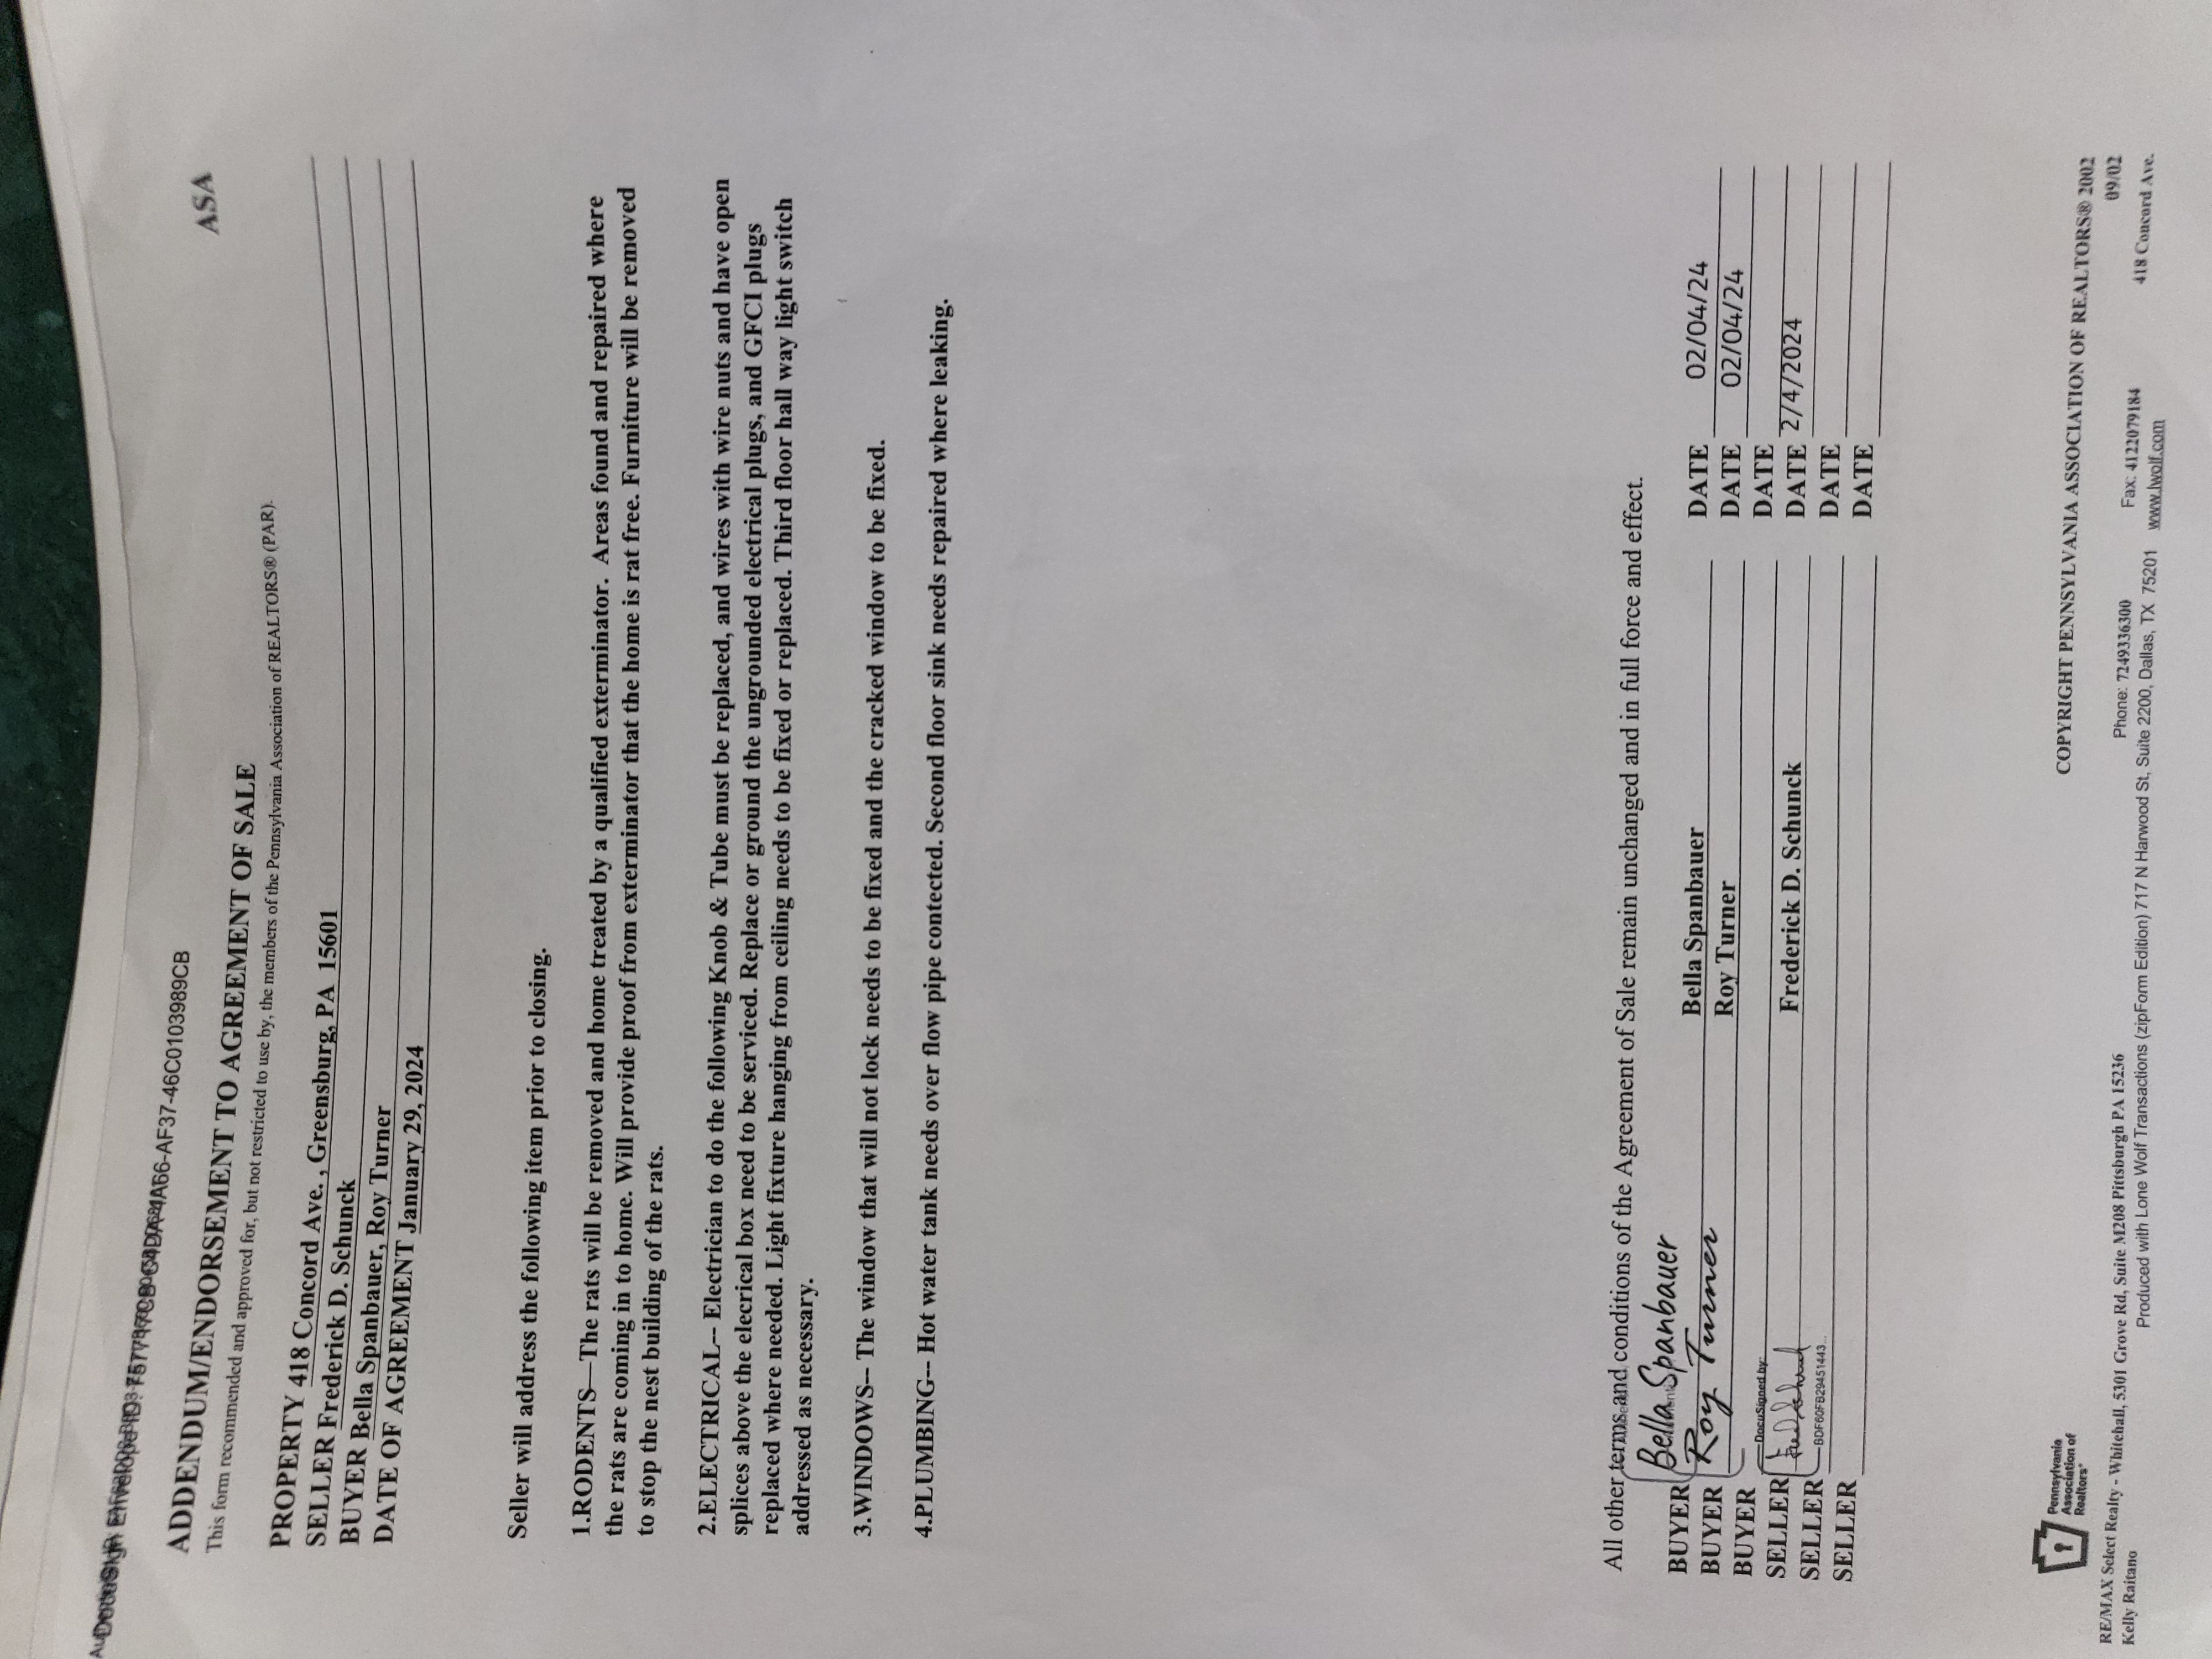 DocuSign Envelope ID: F57717CB-C4DA-4A66-AF37-46C0103989CB
ASA
ADDENDUM/ENDORSEMENT TO AGREEMENT OF SALE
This form recommended and approved for, but not restricted to use by, the members of the Pennsylvania Association of REALTORS® (PAR).
PROPERTY 418 Concord Ave. , Greensburg, PA 15601
SELLER Frederick D. Schunck
BUYER Bella Spanbauer, Roy Turner
DATE OF AGREEMENT January 29, 2024
Seller will address the following item prior to closing.
1.RODENTS—The rats will be removed and home treated by a qualified exterminator. Areas found and repaired where
the rats are coming in to home. Will provide proof from exterminator that the home is rat free. Furniture will be removed
to stop the nest building of the rats.
2.ELECTRICAL-- Electrician to do the following Knob & Tube must be replaced, and wires with wire nuts and have open
splices above the elecrical box need to be serviced. Replace or ground the ungrounded electrical plugs, and GFCI plugs
replaced where needed. Light fixture hanging from ceiling needs to be fixed or replaced. Third floor hall way light switch
addressed as necessary.
3.WINDOWS-- The window that will not lock needs to be fixed and the cracked window to be fixed.
4.PLUMBING-- Hot water tank needs over flow pipe contected. Second floor sink needs repaired where leaking.
All other terms and conditions of the Agreement of Sale remain unchanged and in full force and effect.
BUYER Bella Spanbauer Bella Spanbauer DATE 02/04/24
BUYER Roy Turner Roy Turner DATE 02/04/24
BUYER DATE
DocuSigned by:
SELLER Fred Schunck Frederick D. Schunck DATE 2/4/2024
SELLER BDF60FB29451443... DATE
SELLER DATE
Pennsylvania
Association of
Realtors®
COPYRIGHT PENNSYLVANIA ASSOCIATION OF REALTORS® 2002
09/02
RE/MAX Select Realty - Whitehall, 5301 Grove Rd, Suite M208 Pittsburgh PA 15236 Phone: 7249336300 Fax: 4122079184 418 Concord Ave.
Kelly Raitano
Produced with Lone Wolf Transactions (zipForm Edition) 717 N Harwood St, Suite 2200, Dallas, TX 75201 www.lwolf.com